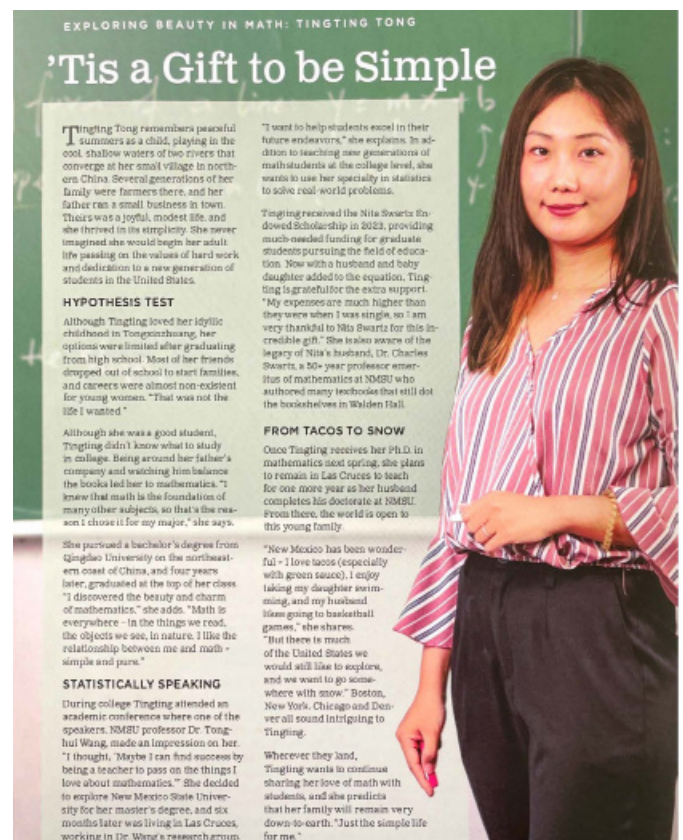 EXPLORING BEAUTY IN MATH: TINGTING TONG
'Tis a Gift to be Simple
Tingting Tong remembers peaceful
summers as a child, playing in the
cool, shallow waters of two rivers that
converge at her small village in north-
ern China. Several generations of her
family were farmers there, and her
father ran a small business in town.
Theirs was a joyful, modest life, and
she thrived in its simplicity. She never
imagined she would begin her adult
life passing on the values of hard work
and dedication to a new generation of
students in the United States.
HYPOTHESIS TEST
Although Tingting loved her idyllic
childhood in Tongxinzhuang, her
options were limited after graduating
from high school. Most of her friends
dropped out of school to start families,
and careers were almost non-existent
for young women. "That was not the
life I wanted."
Although she was a good student,
Tingting didn't know what to study
in college. Being around her father's
company and watching him balance
the books led her to mathematics. "I
knew that math is the foundation of
many other subjects, so that's the rea-
son I chose it for my major," she says.
She pursued a bachelor's degree from
Qingdao University on the northeast-
ern coast of China, and four years
later, graduated at the top of her class.
"I discovered the beauty and charm
of mathematics," she adds. "Math is
everywhere – in the things we read,
the objects we see, in nature. I like the
relationship between me and math –
simple and pure."
STATISTICALLY SPEAKING
During college Tingting attended an
academic conference where one of the
speakers, NMSU professor Dr. Tong-
hui Wang, made an impression on her.
"I thought, 'Maybe I can find success by
being a teacher to pass on the things I
love about mathematics.'" She decided
to explore New Mexico State Univer-
sity for her master's degree, and six
months later was living in Las Cruces,
working in Dr. Wang's research group.
"I want to help students excel in their
future endeavors," she explains. In ad-
dition to teaching new generations of
math students at the college level, she
wants to use her specialty in statistics
to solve real-world problems.
Tingting received the Nita Swartz En-
dowed Scholarship in 2023, providing
much-needed funding for graduate
students pursuing the field of educa-
tion. Now with a husband and baby
daughter added to the equation, Ting-
ting is grateful for the extra support.
"My expenses are much higher than
they were when I was single, so I am
very thankful to Nita Swartz for this in-
credible gift." She is also aware of the
legacy of Nita's husband, Dr. Charles
Swartz, a 50+ year professor emer-
itus of mathematics at NMSU who
authored many textbooks that still dot
the bookshelves in Walden Hall.
FROM TACOS TO SNOW
Once Tingting receives her Ph.D. in
mathematics next spring, she plans
to remain in Las Cruces to teach
for one more year as her husband
completes his doctorate at NMSU.
From there, the world is open to
this young family.
"New Mexico has been wonder-
ful – I love tacos (especially
with green sauce), I enjoy
taking my daughter swim-
ming, and my husband
likes going to basketball
games," she shares.
"But there is much
of the United States we
would still like to explore,
and we want to go some-
where with snow." Boston,
New York, Chicago and Den-
ver all sound intriguing to
Tingting.
Wherever they land,
Tingting wants to continue
sharing her love of math with
students, and she predicts
that her family will remain very
down-to-earth. "Just the simple life
for me."